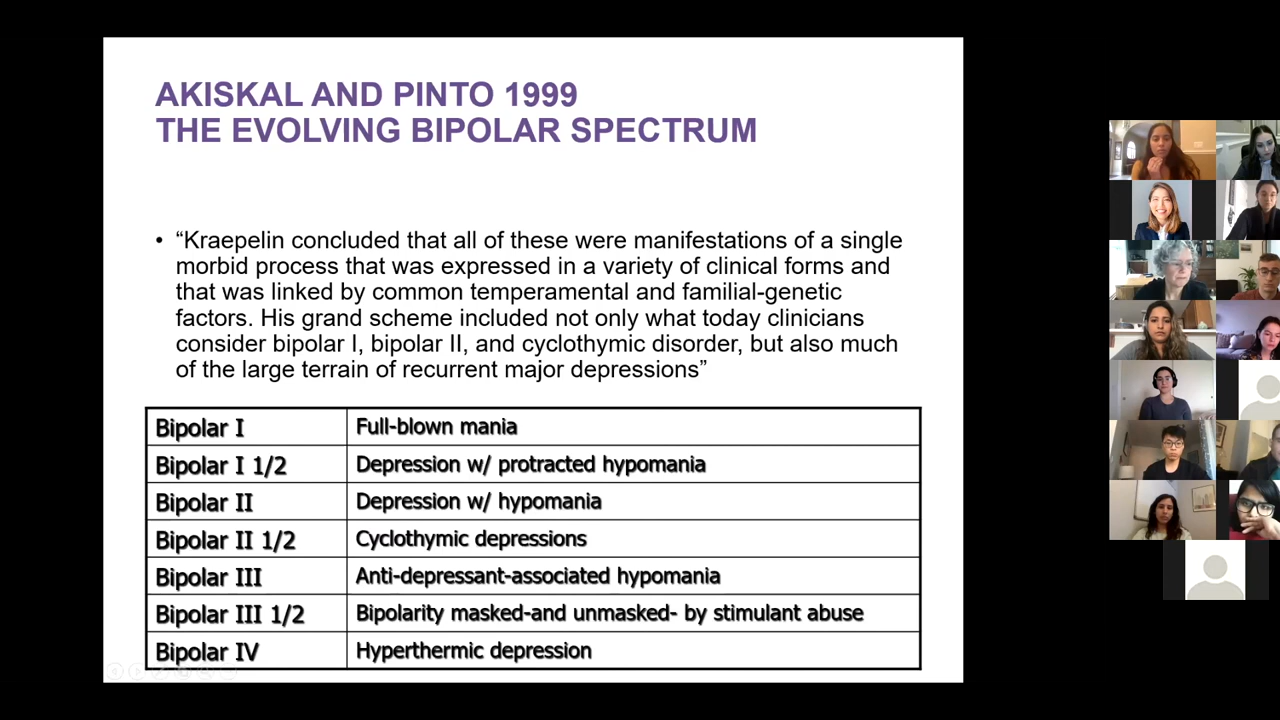 AKISKAL AND PINTO 1999
THE EVOLVING BIPOLAR SPECTRUM
• “Kraepelin concluded that all of these were manifestations of a single
morbid process that was expressed in a variety of clinical forms and
that was linked by common temperamental and familial-genetic
factors. His grand scheme included not only what today clinicians
consider bipolar I, bipolar II, and cyclothymic disorder, but also much
of the large terrain of recurrent major depressions”
Bipolar I Full-blown mania
Bipolar I 1/2 Depression w/ protracted hypomania
Bipolar II Depression w/ hypomania
Bipolar II 1/2 Cyclothymic depressions
Bipolar III Anti-depressant-associated hypomania
Bipolar III 1/2 Bipolarity masked-and unmasked- by stimulant abuse
Bipolar IV Hyperthermic depression